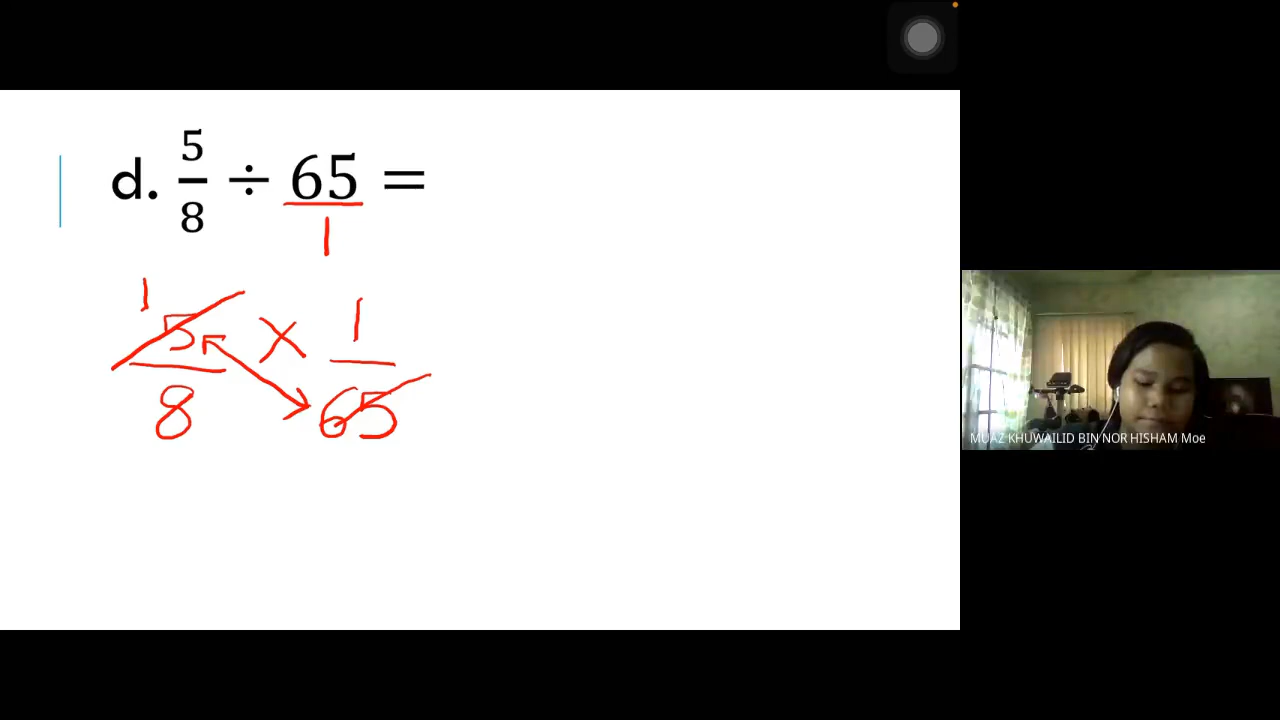 d. 5/8 ÷ 65 =
1
1 5 × 1
8 65
MUAZ KHUWAILID BIN NOR HISHAM Moe